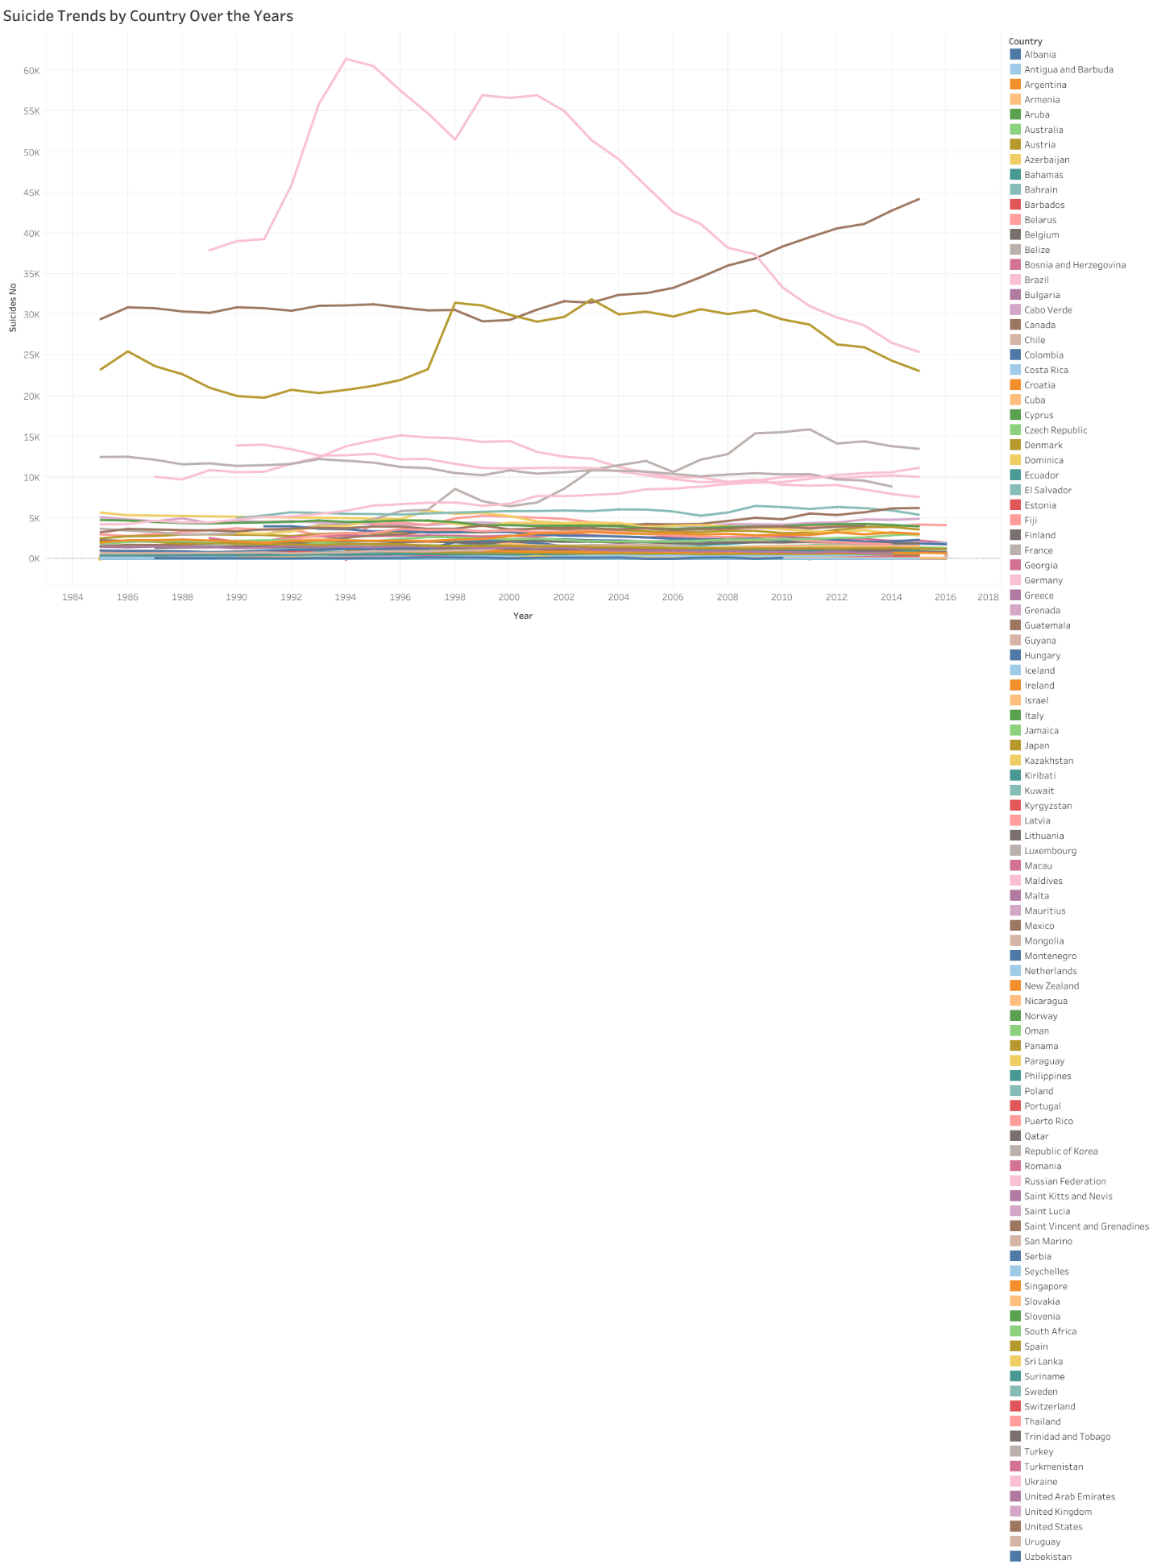 Suicide Trends by Country Over the Years
60K
55K
50K
45K
40K
35K
30K
25K
20K
15K
10K
5K
0K
Suicides No
1984 1986 1988 1990 1992 1994 1996 1998 2000 2002 2004 2006 2008 2010 2012 2014 2016 2018
Year
Country
Albania
Antigua and Barbuda
Argentina
Armenia
Aruba
Australia
Austria
Azerbaijan
Bahamas
Bahrain
Barbados
Belarus
Belgium
Belize
Bosnia and Herzegovina
Brazil
Bulgaria
Cabo Verde
Canada
Chile
Colombia
Costa Rica
Croatia
Cuba
Cyprus
Czech Republic
Denmark
Dominica
Ecuador
El Salvador
Estonia
Fiji
Finland
France
Georgia
Germany
Greece
Grenada
Guatemala
Guyana
Hungary
Iceland
Ireland
Israel
Italy
Jamaica
Japan
Kazakhstan
Kiribati
Kuwait
Kyrgyzstan
Latvia
Lithuania
Luxembourg
Macau
Maldives
Malta
Mauritius
Mexico
Mongolia
Montenegro
Netherlands
New Zealand
Nicaragua
Norway
Oman
Panama
Paraguay
Philippines
Poland
Portugal
Puerto Rico
Qatar
Republic of Korea
Romania
Russian Federation
Saint Kitts and Nevis
Saint Lucia
Saint Vincent and Grenadines
San Marino
Serbia
Seychelles
Singapore
Slovakia
Slovenia
South Africa
Spain
Sri Lanka
Suriname
Sweden
Switzerland
Thailand
Trinidad and Tobago
Turkey
Turkmenistan
Ukraine
United Arab Emirates
United Kingdom
United States
Uruguay
Uzbekistan